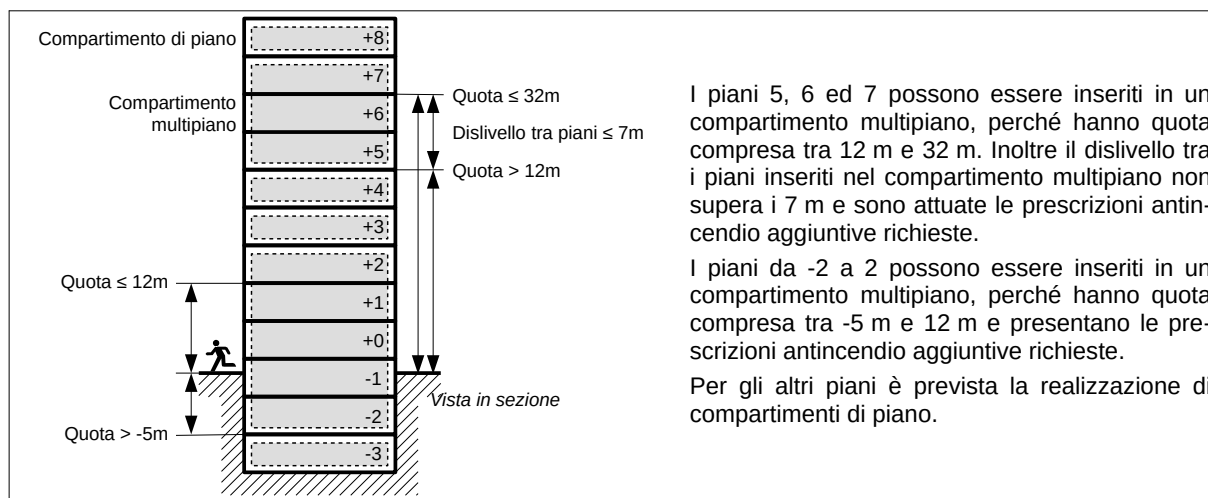 Compartimento di piano
Compartimento
multipiano
Quota ≤ 12m
Quota > -5m
+8
+7
+6
+5
+4
+3
+2
+1
+0
-1
-2
-3
Quota ≤ 32m
Dislivello tra piani ≤ 7m
Quota > 12m
Vista in sezione
I piani 5, 6 ed 7 possono essere inseriti in un
compartimento multipiano, perché hanno quota
compresa tra 12 m e 32 m. Inoltre il dislivello tra
i piani inseriti nel compartimento multipiano non
supera i 7 m e sono attuate le prescrizioni antin-
cendio aggiuntive richieste.
I piani da -2 a 2 possono essere inseriti in un
compartimento multipiano, perché hanno quota
compresa tra -5 m e 12 m e presentano le pre-
scrizioni antincendio aggiuntive richieste.
Per gli altri piani è prevista la realizzazione di
compartimenti di piano.